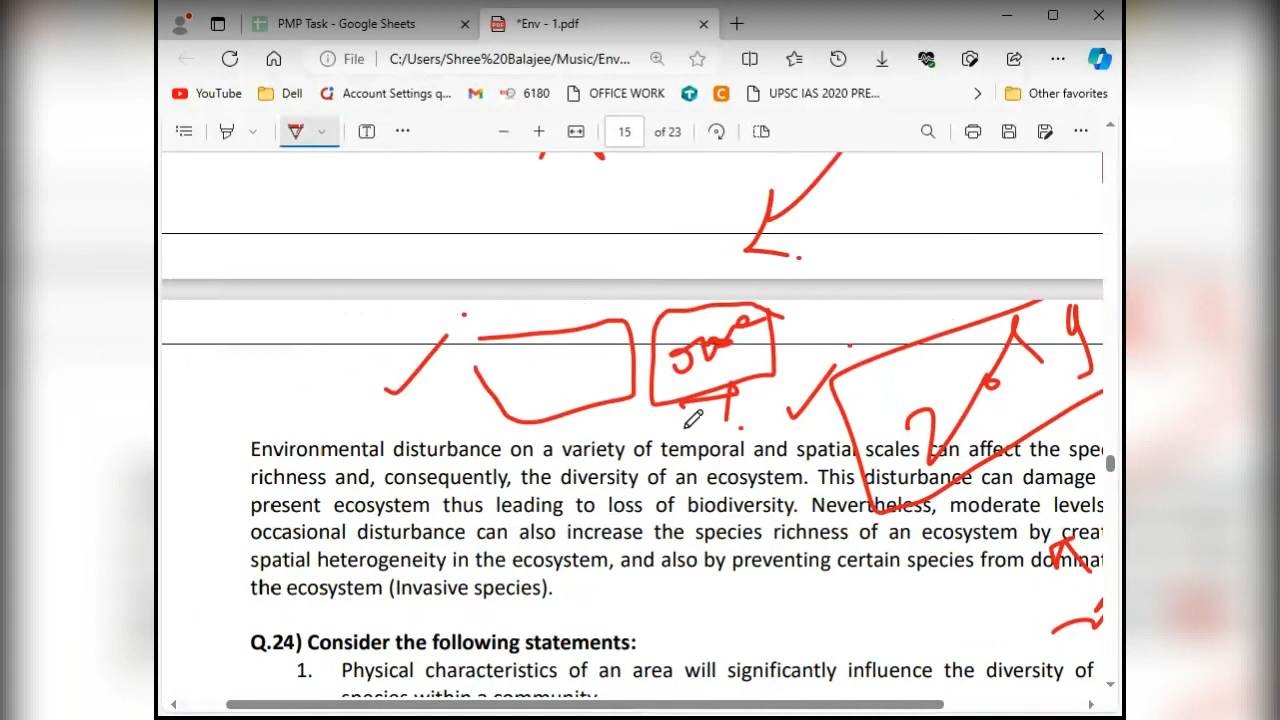 PMP Task - Google Sheets
*Env - 1.pdf
File
C:/Users/Shree%20Balajee/Music/Env...
YouTube
Dell
Account Settings q...
6180
OFFICE WORK
UPSC IAS 2020 PRE...
Other favorites
15 of 23
Environmental disturbance on a variety of temporal and spatial scales can affect the spe
richness and, consequently, the diversity of an ecosystem. This disturbance can damage
present ecosystem thus leading to loss of biodiversity. Nevertheless, moderate levels
occasional disturbance can also increase the species richness of an ecosystem by creat
spatial heterogeneity in the ecosystem, and also by preventing certain species from dominat
the ecosystem (Invasive species).
Q.24) Consider the following statements:
1. Physical characteristics of an area will significantly influence the diversity of
species within a community.